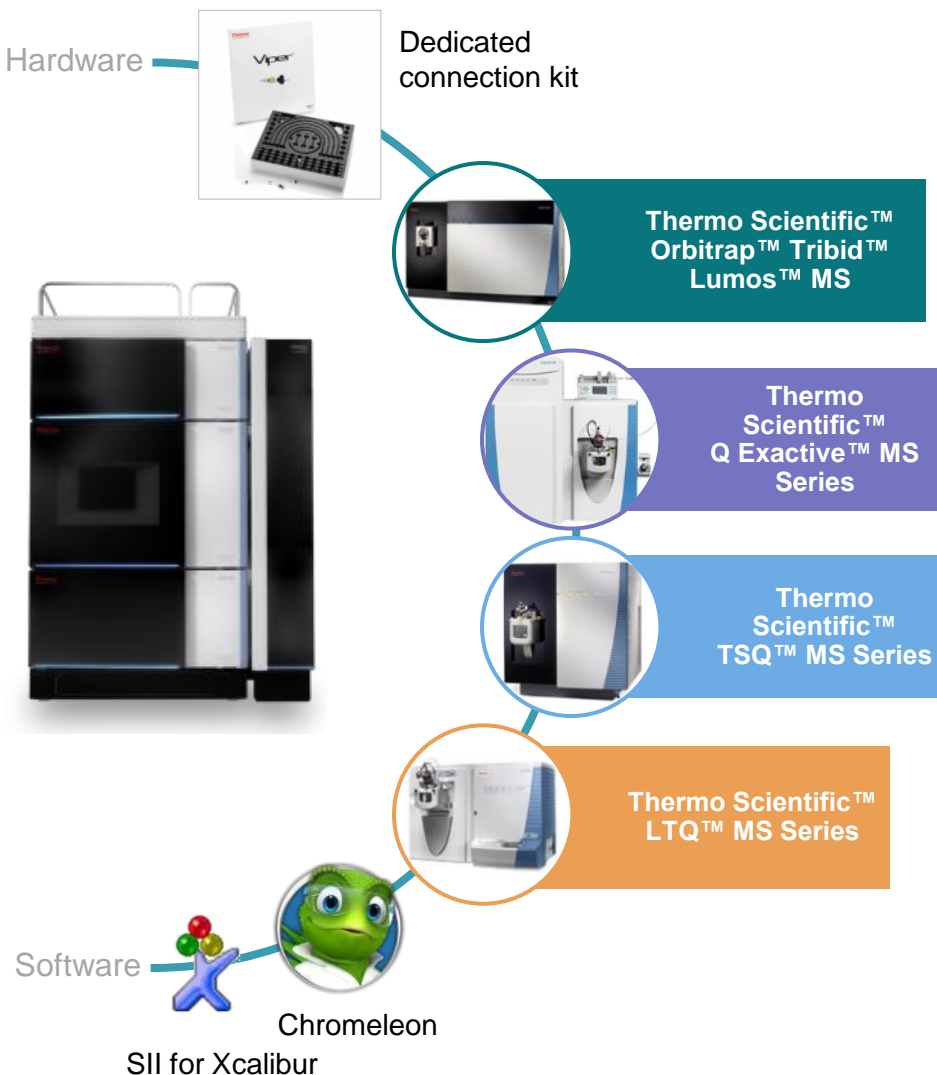 Hardware
Dedicated
connection kit
Viper
Thermo Scientific™
Orbitrap™ Tribid™
Lumos™ MS
Thermo
Scientific™
Q Exactive™ MS
Series
Thermo
Scientific™
TSQ™ MS Series
Thermo Scientific™
LTQ™ MS Series
Software
Chromeleon
SII for Xcalibur